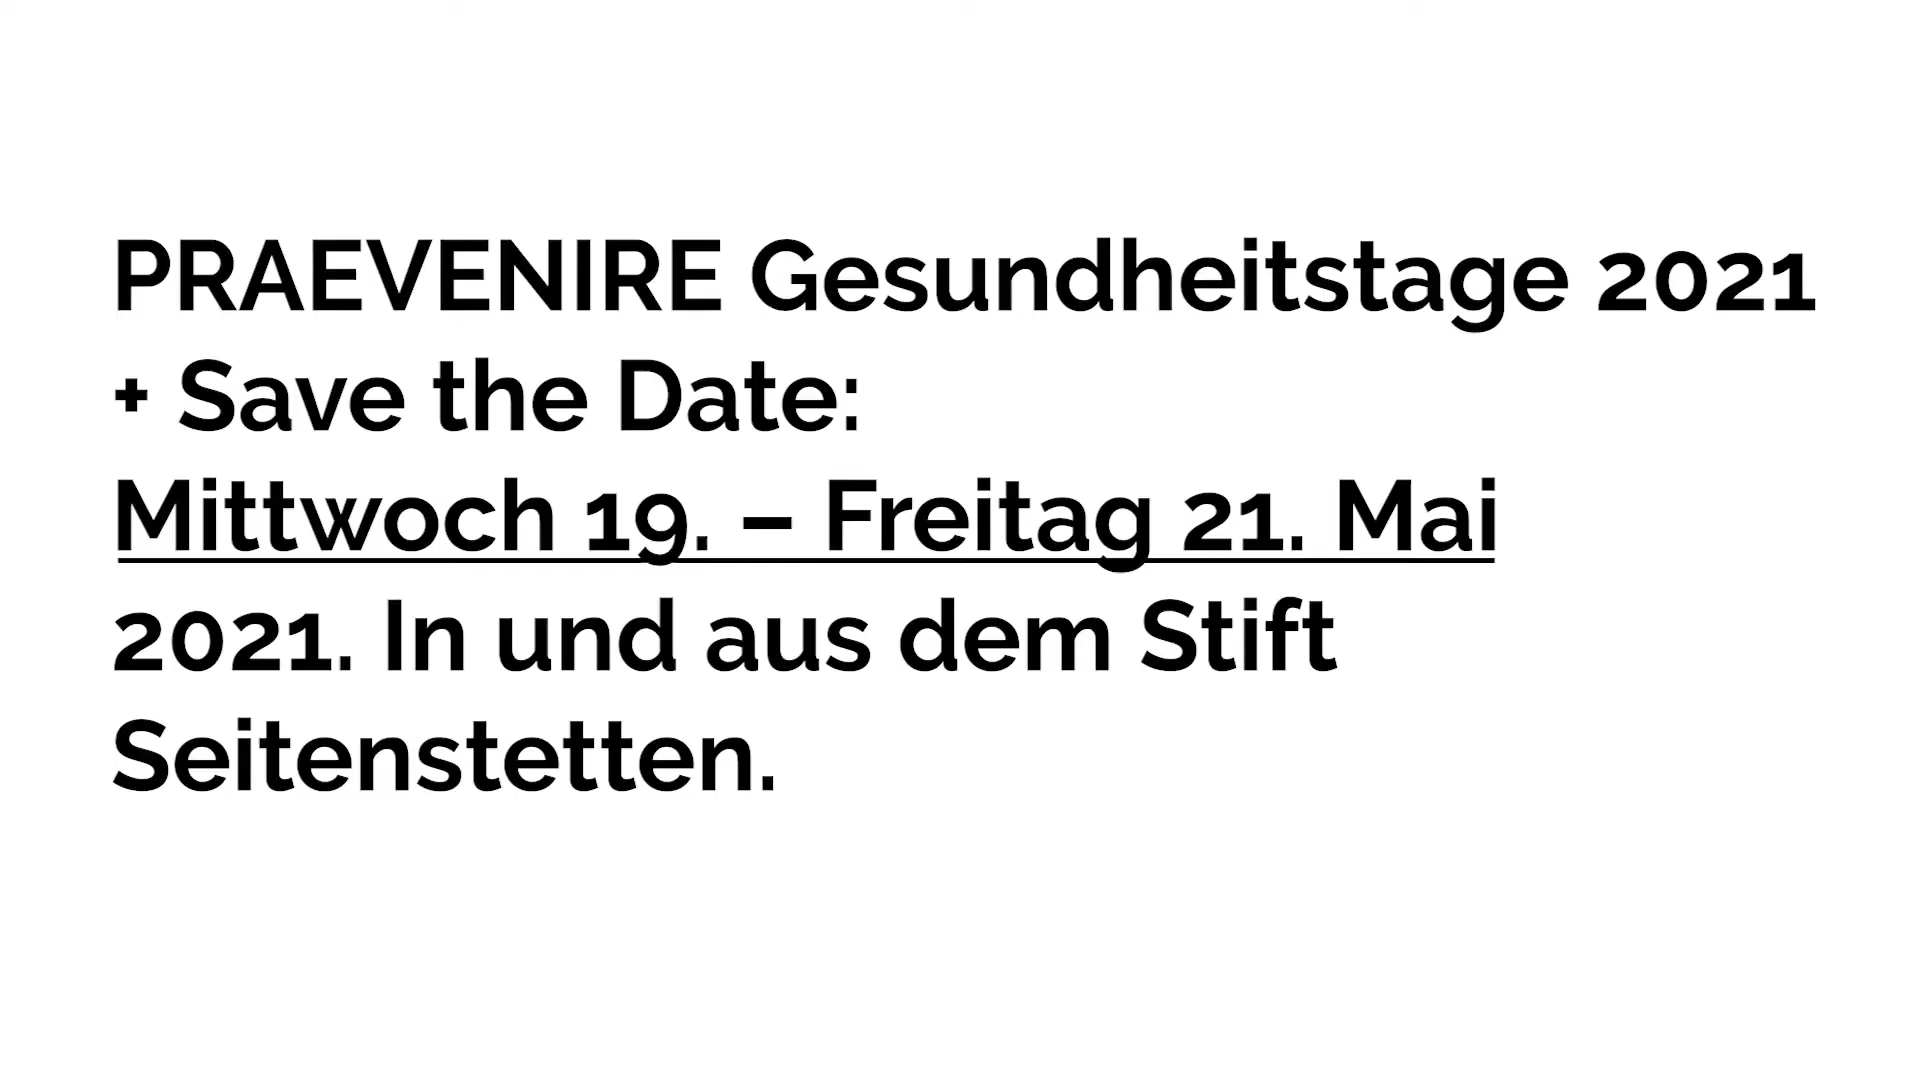 PRAEVENIRE Gesundheitstage 2021
+ Save the Date:
Mittwoch 19. – Freitag 21. Mai
2021. In und aus dem Stift
Seitenstetten.